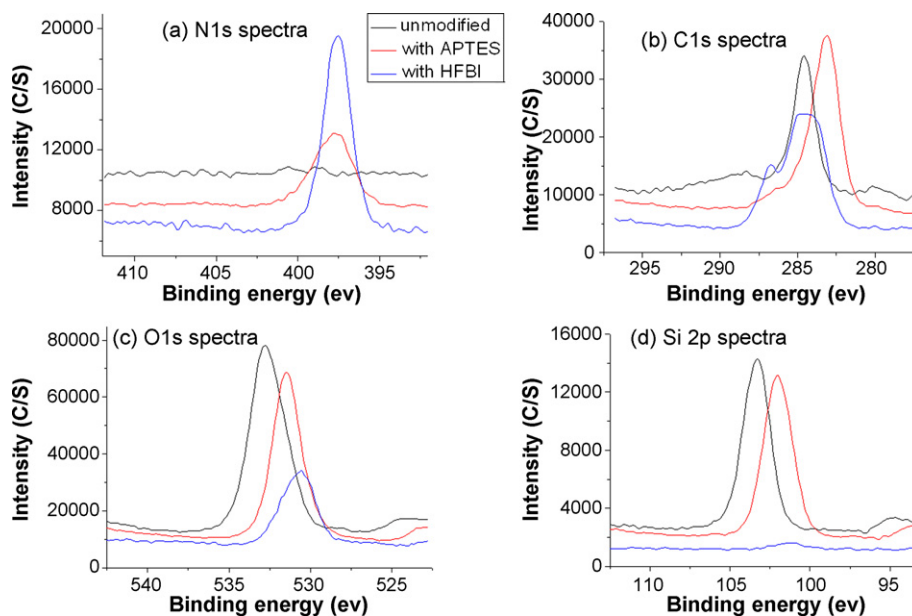 (a) N1s spectra
unmodified
with APTES
with HFBI
Intensity (C/S)
20000
16000
12000
8000
410
405
400
395
Binding energy (ev)
(b) C1s spectra
Intensity (C/S)
40000
30000
20000
10000
0
295
290
285
280
Binding energy (ev)
(c) O1s spectra
Intensity (C/S)
80000
60000
40000
20000
0
540
535
530
525
Binding energy (ev)
(d) Si 2p spectra
Intensity (C/S)
16000
12000
8000
4000
0
110
105
100
95
Binding energy (ev)